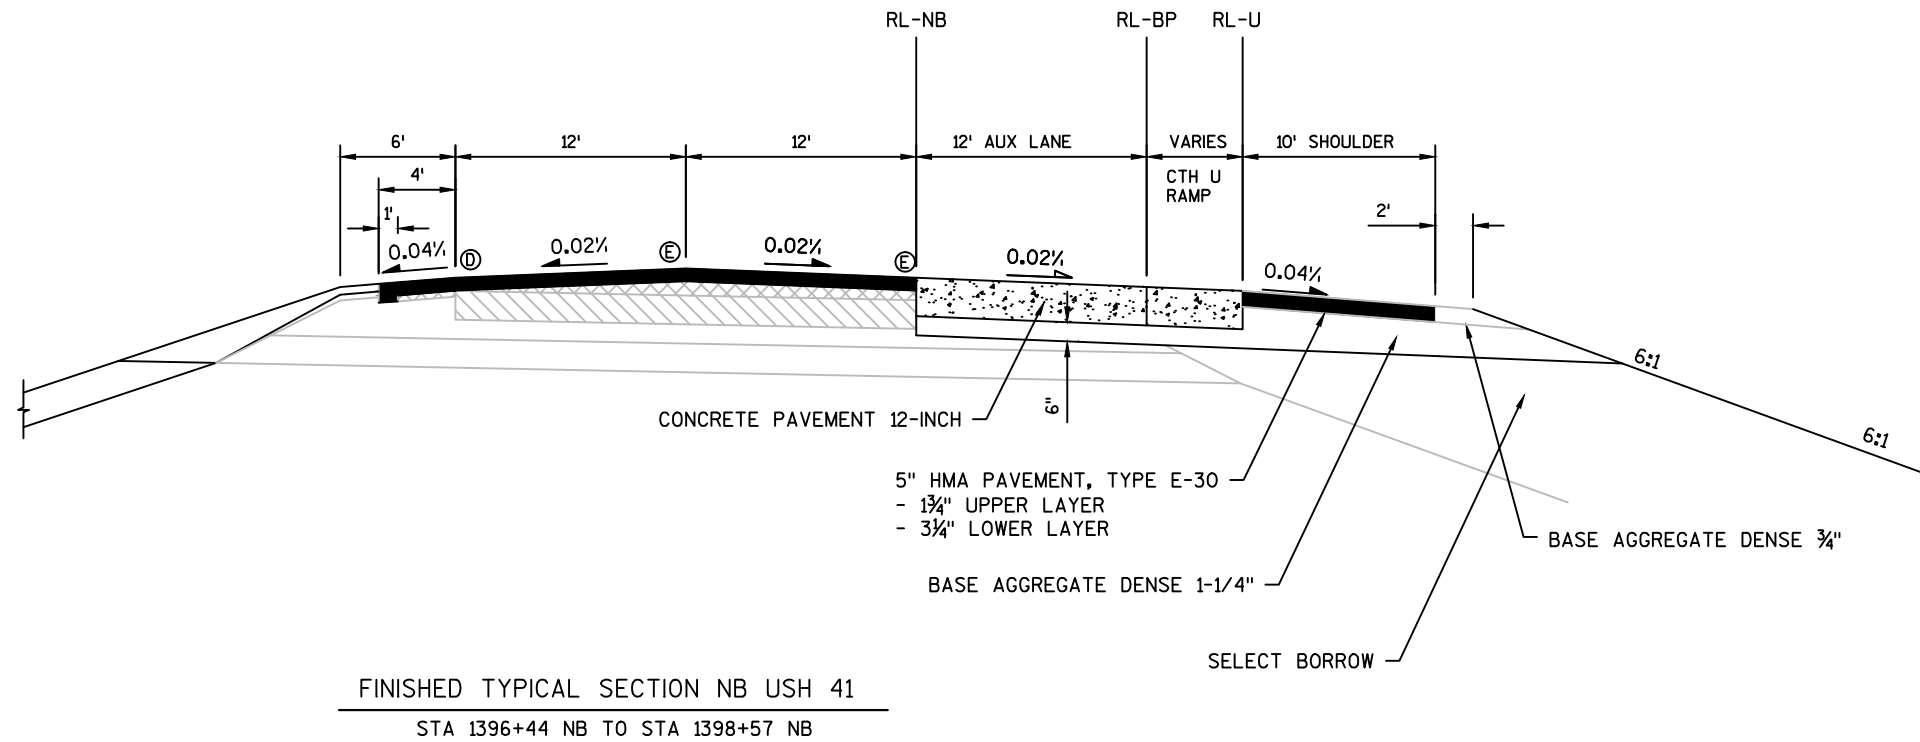 RL-NB
RL-BP
RL-U
6'
12'
12'
12' AUX LANE
VARIES
10' SHOULDER
4'
CTH U
RAMP
1'
2'
0.04'/,
D
0.02'/,
E
0.02'/,
E
0.02'/,
0.04'/,
6:1
6:1
6"
CONCRETE PAVEMENT 12-INCH
5" HMA PAVEMENT, TYPE E-30
- 1¾" UPPER LAYER
- 3¼" LOWER LAYER
BASE AGGREGATE DENSE ¾"
BASE AGGREGATE DENSE 1-1/4"
SELECT BORROW
FINISHED TYPICAL SECTION NB USH 41
STA 1396+44 NB TO STA 1398+57 NB